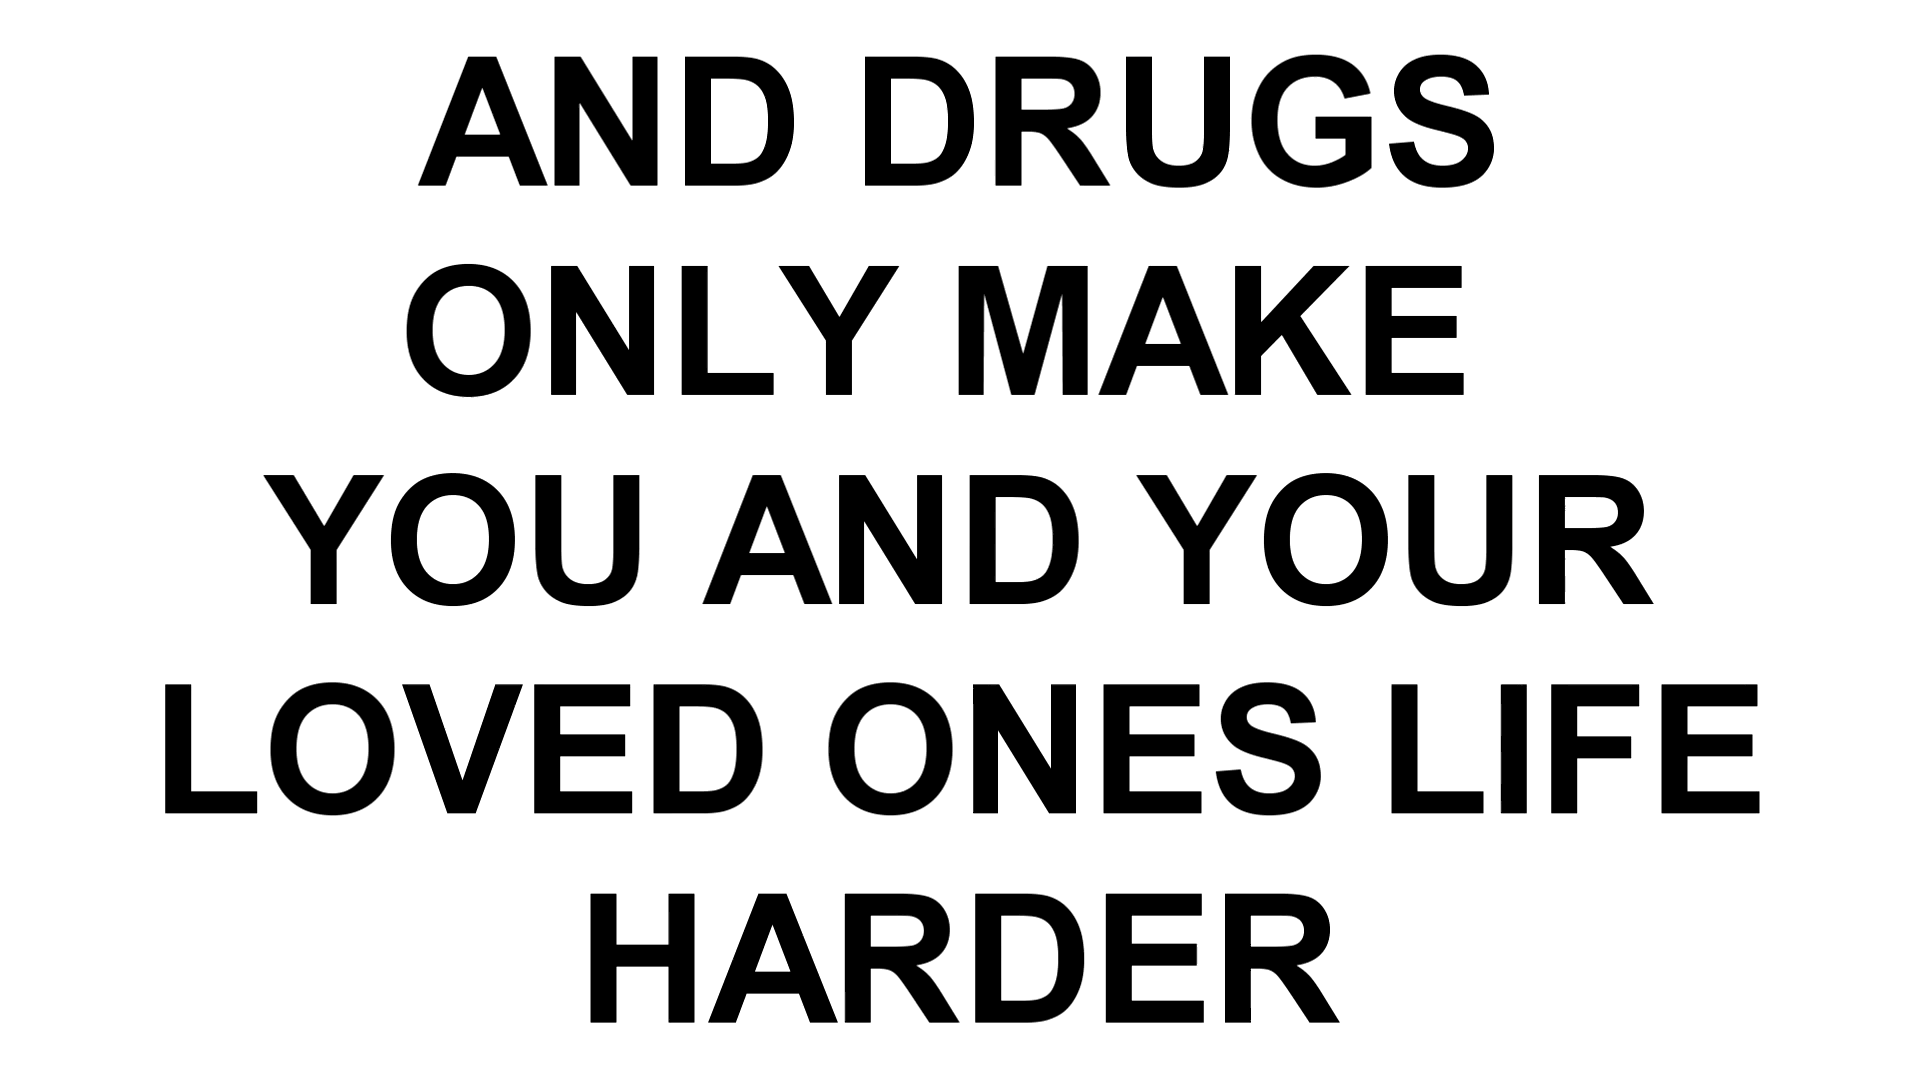 AND DRUGS
ONLY MAKE
YOU AND YOUR
LOVED ONES LIFE
HARDER